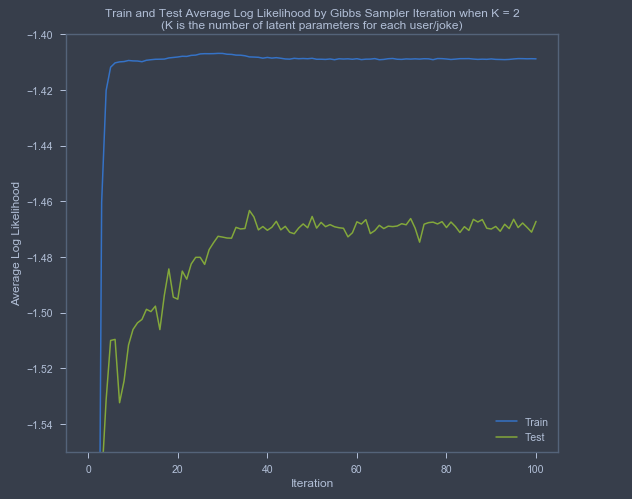 Train and Test Average Log Likelihood by Gibbs Sampler Iteration when K = 2
(K is the number of latent parameters for each user/joke)
Average Log Likelihood
−1.40
−1.42
−1.44
−1.46
−1.48
−1.50
−1.52
−1.54
Train
Test
0 20 40 60 80 100
Iteration